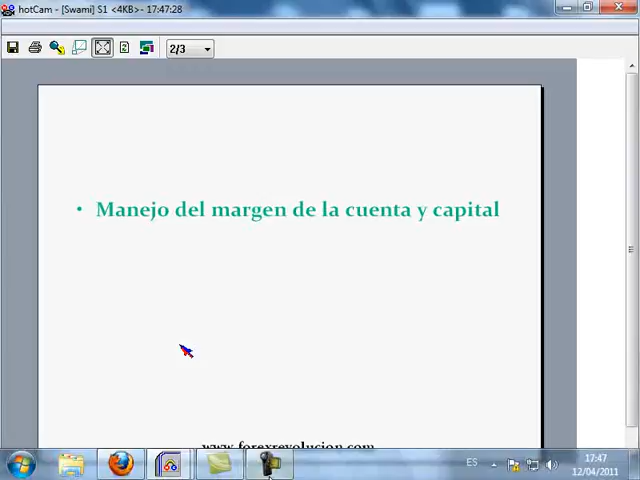 hotCam - [Swami] S1 <4KB>- 17:47:28
2
2/3
• Manejo del margen de la cuenta y capital
www.forexrevolucion.com
ES
17:47
12/04/2011